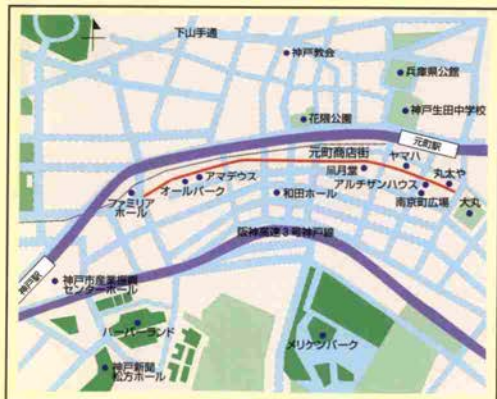 下山手通
神戸教会
兵庫県公館
神戸生田中学校
花隈公園
元町駅
元町商店街
ヤマハ
凮月堂
丸太や
アマデウス
アルチザンハウス
オールパーク
和田ホール
南京町広場
大丸
ファミリア
ホール
阪神高速3号神戸線
神戸駅
神戸市産業振興
センターホール
ハーバーランド
メリケンパーク
神戸新聞
松方ホール